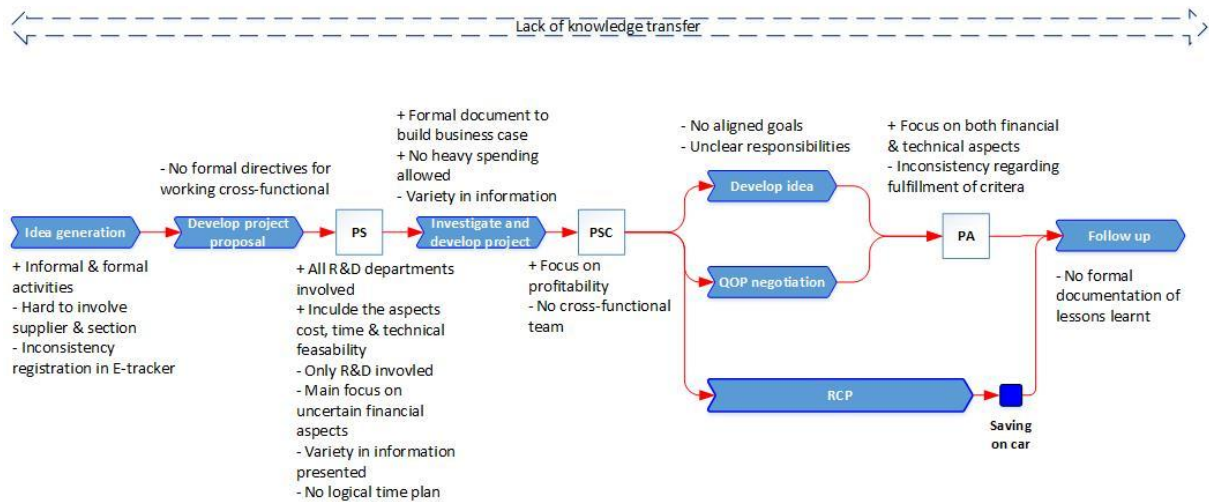 Lack of knowledge transfer
+ Formal document to
build business case
+ No heavy spending
allowed
- Variety in information
- No aligned goals
- Unclear responsibilities
+ Focus on both financial
& technical aspects
- Inconsistency regarding
fulfillment of critera
- No formal directives for
working cross-functional
Idea generation
Develop project
proposal
PS
Investigate and
develop project
PSC
Develop idea
QOP negotiation
PA
Follow up
+ Informal & formal
activities
- Hard to involve
supplier & section
- Inconsistency
registration in E-tracker
+ All R&D departments
involved
+ Inculde the aspects
cost, time & technical
feasability
- Only R&D invovled
- Main focus on
uncertain financial
aspects
- Variety in information
presented
- No logical time plan
+ Focus on
profitability
- No cross-functional
team
- No formal
documentation of
lessons learnt
RCP
Saving
on car